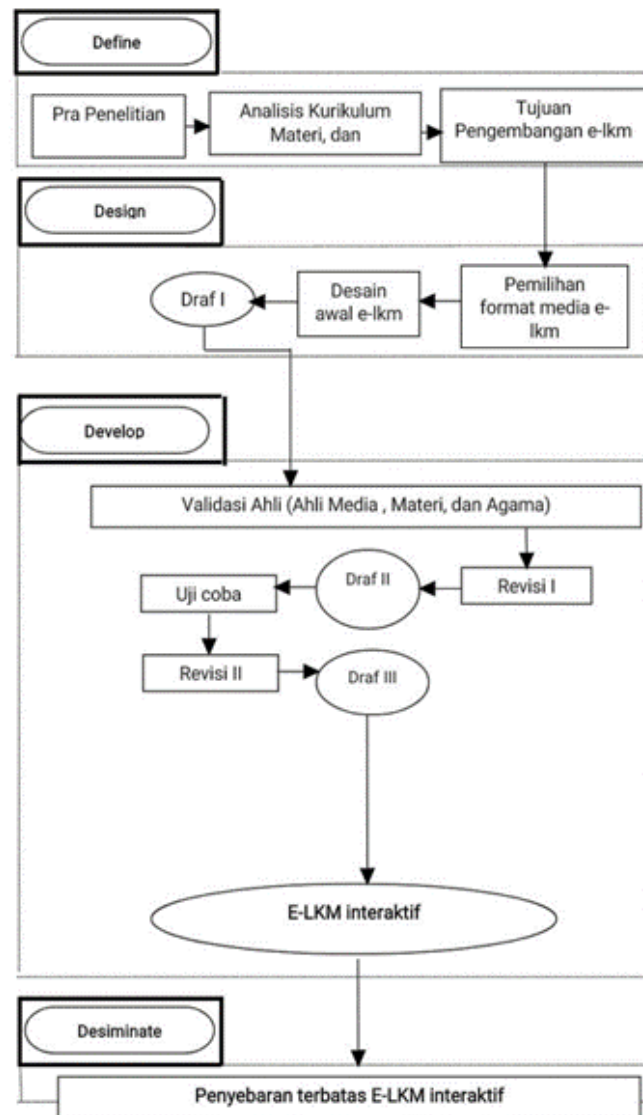 Define
Pra Penelitian
Analisis Kurikulum
Materi, dan
Tujuan
Pengembangan e-lkm
Design
Draf I
Desain
awal e-lkm
Pemilihan
format media e-
lkm
Develop
Validasi Ahli (Ahli Media , Materi, dan Agama)
Uji coba
Draf II
Revisi I
Revisi II
Draf III
E-LKM interaktif
Desiminate
Penyebaran terbatas E-LKM interaktif